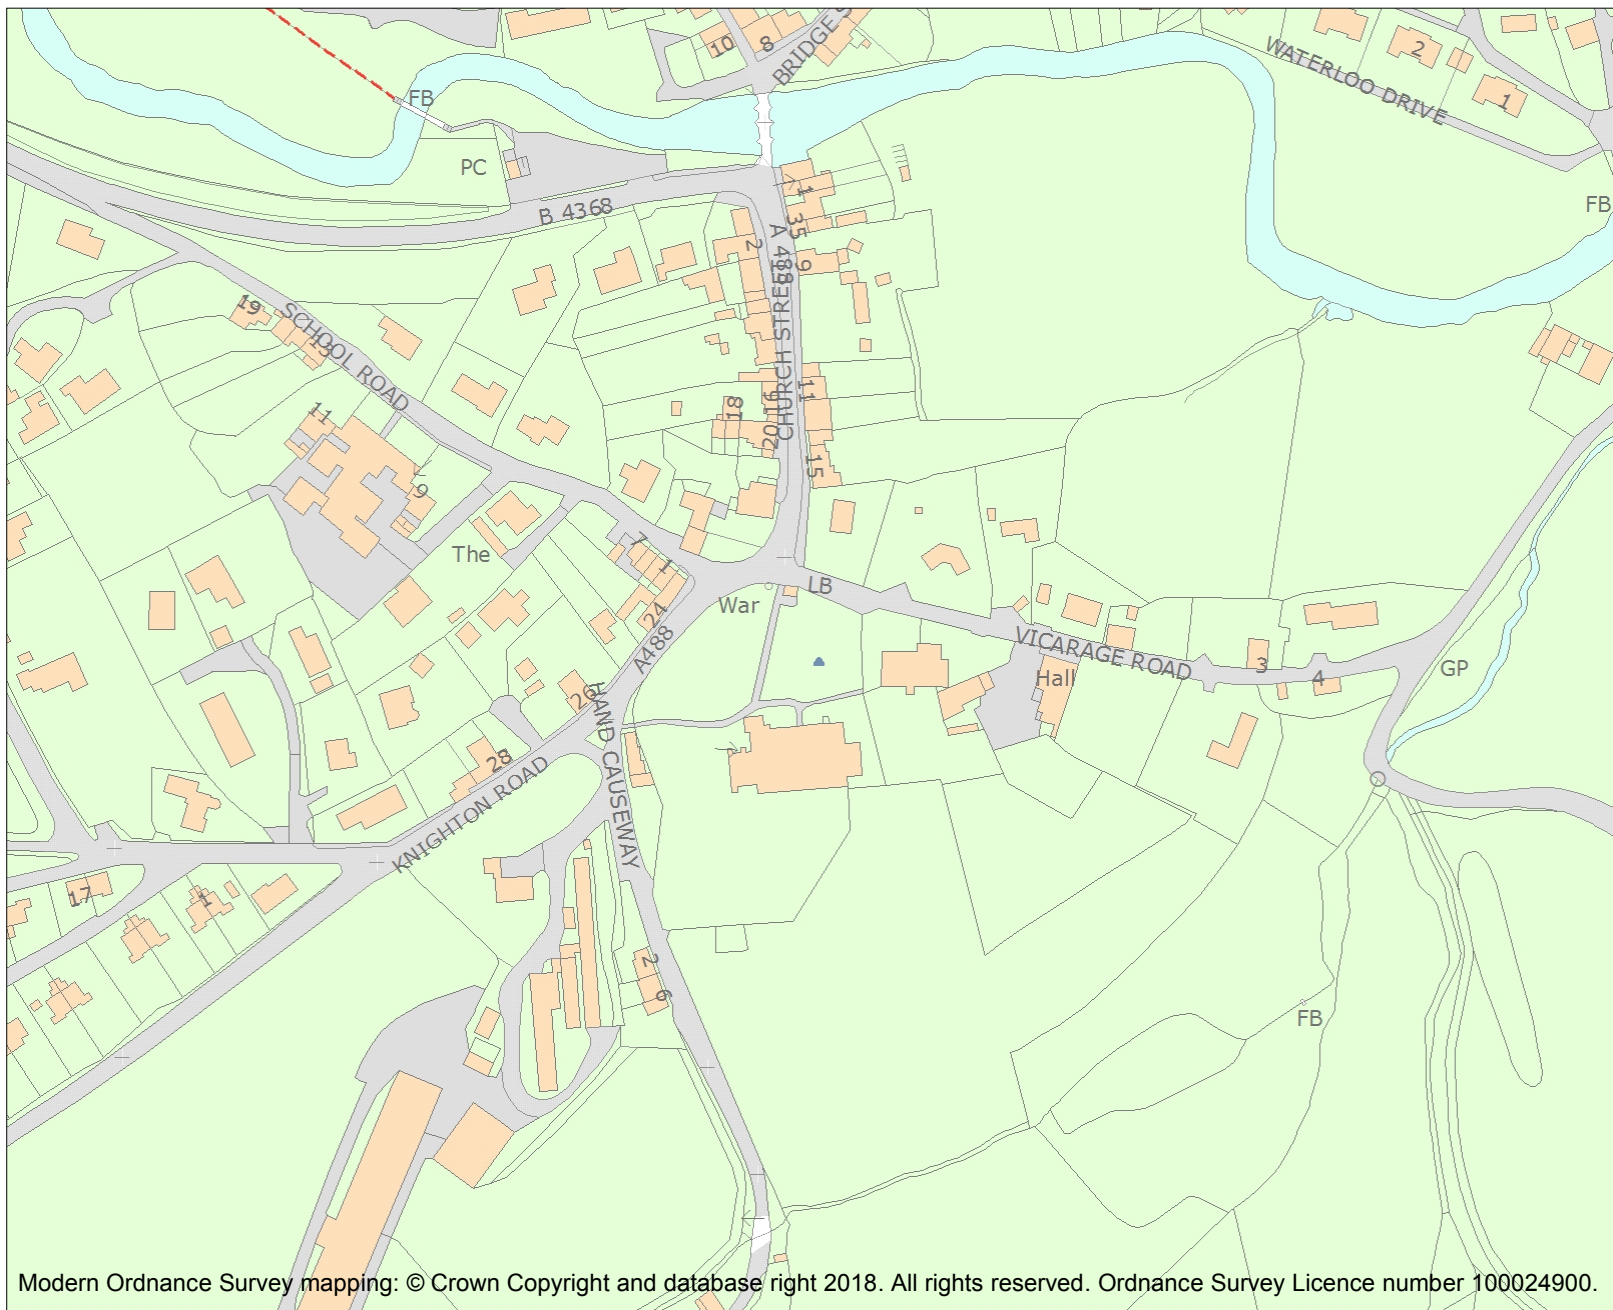 10
8
BRIDGE S
WATERLOO DRIVE
2
1
FB
PC
B 4368
1
35
A 488
9
2
FB
CHURCH STREET
19
SCHOOL ROAD
13
11
9
11
18
16
20
15
The
7
1
24
A488
War
LB
VICARAGE ROAD
Hall
3
4
GP
26
HAND CAUSEWAY
28
KNIGHTON ROAD
17
1
2
6
FB
Modern Ordnance Survey mapping: © Crown Copyright and database right 2018. All rights reserved. Ordnance Survey Licence number 100024900.